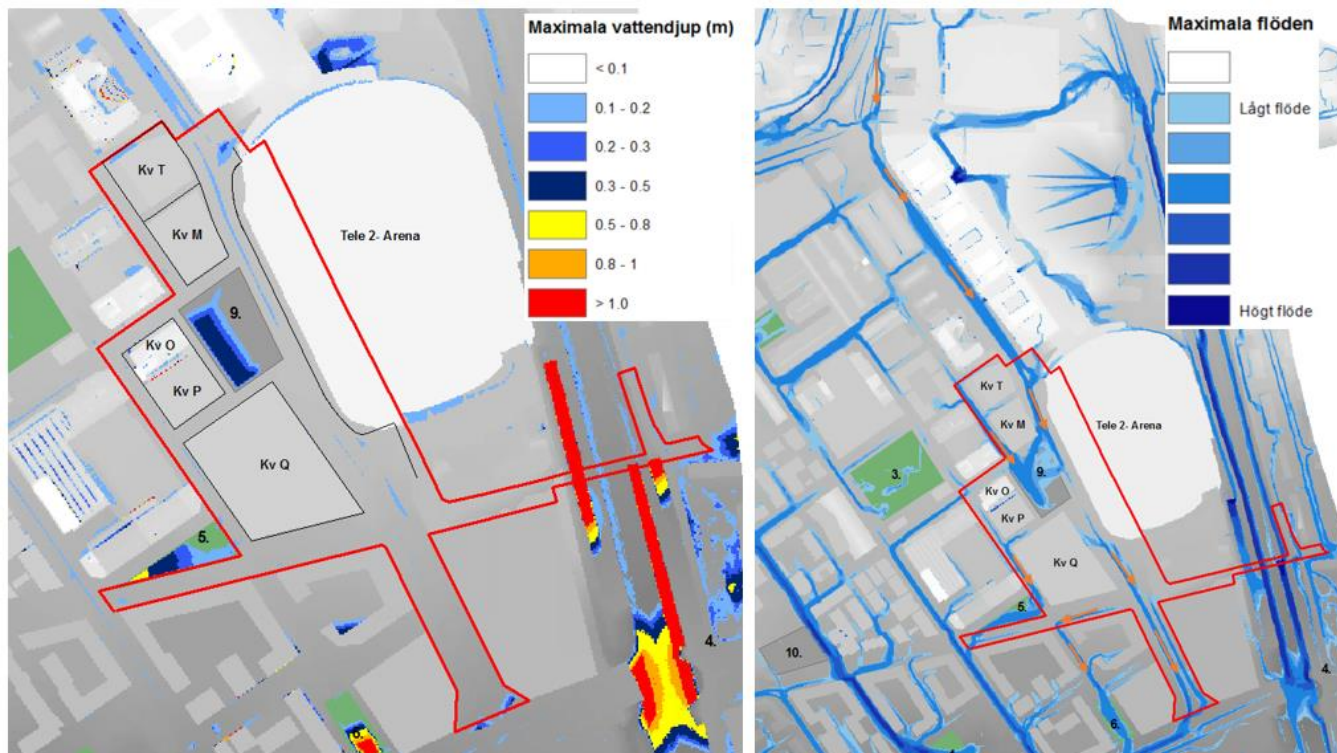 Maximala vattendjup (m)
< 0.1
0.1 - 0.2
0.2 - 0.3
0.3 - 0.5
0.5 - 0.8
0.8 - 1
> 1.0
Kv T
Kv M
Tele 2- Arena
9.
Kv O
Kv P
Kv Q
5.
4.
6.
Maximala flöden
Lågt flöde
Högt flöde
Kv T
Kv M
Tele 2- Arena
3.
9.
Kv O
Kv P
Kv Q
5.
10.
4.
6.